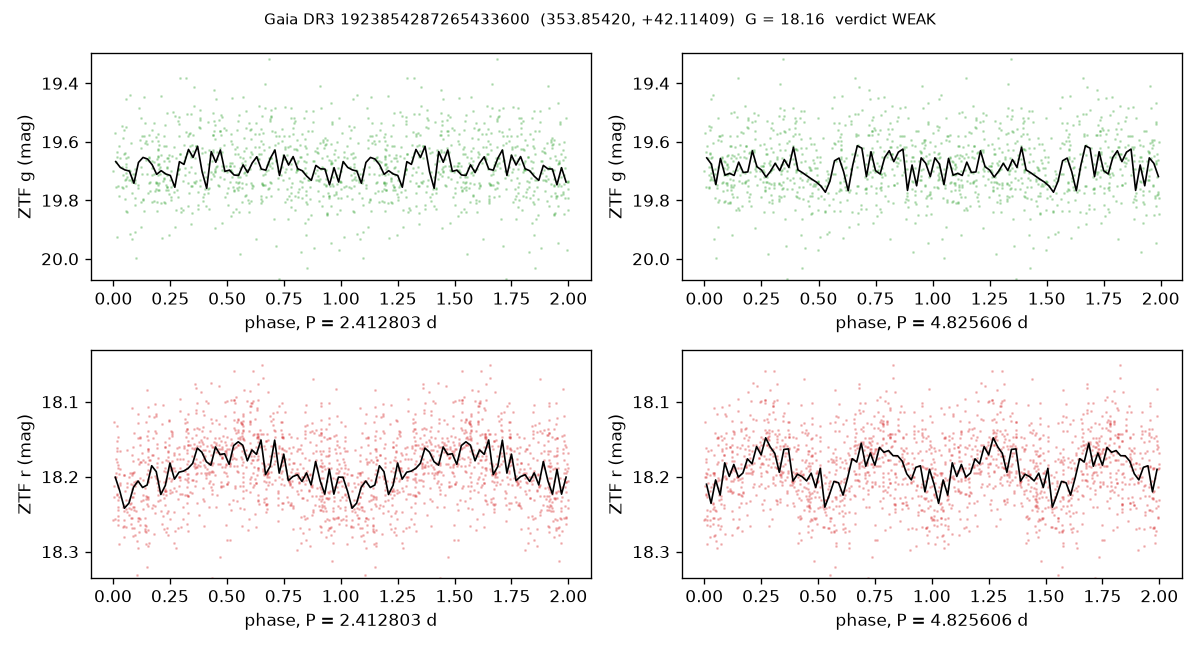 Gaia DR3 1923854287265433600  (353.85420, +42.11409)  G = 18.16  verdict WEAK
ZTF g (mag)
19.4
19.6
19.8
20.0
0.00 0.25 0.50 0.75 1.00 1.25 1.50 1.75 2.00
phase, P = 2.412803 d
ZTF g (mag)
19.4
19.6
19.8
20.0
0.00 0.25 0.50 0.75 1.00 1.25 1.50 1.75 2.00
phase, P = 4.825606 d
ZTF r (mag)
18.1
18.2
18.3
0.00 0.25 0.50 0.75 1.00 1.25 1.50 1.75 2.00
phase, P = 2.412803 d
ZTF r (mag)
18.1
18.2
18.3
0.00 0.25 0.50 0.75 1.00 1.25 1.50 1.75 2.00
phase, P = 4.825606 d